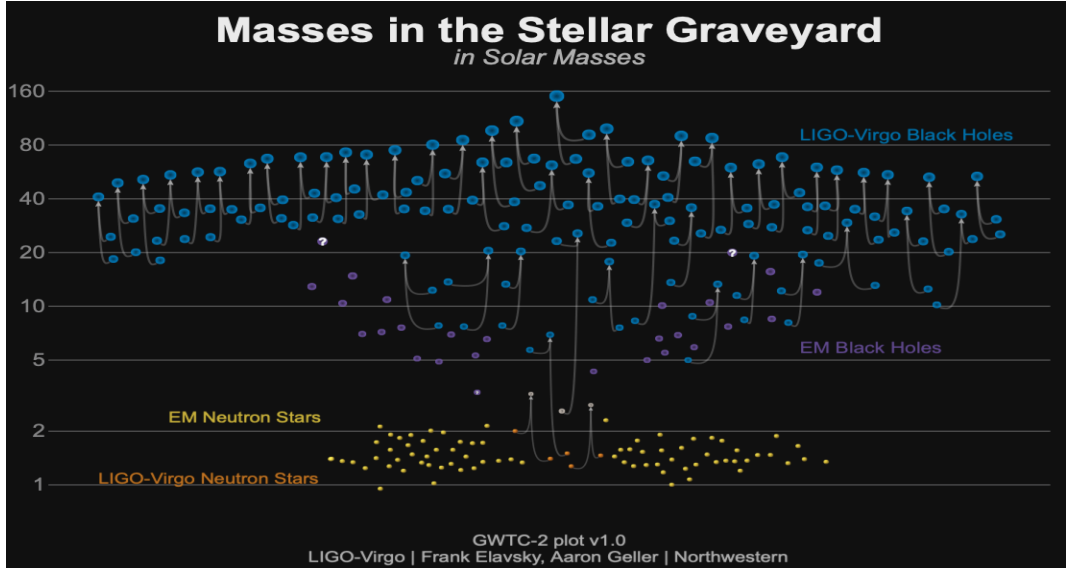 Masses in the Stellar Graveyard
in Solar Masses
160
80
LIGO-Virgo Black Holes
40
20
10
EM Black Holes
5
EM Neutron Stars
2
LIGO-Virgo Neutron Stars
1
GWTC-2 plot v1.0
LIGO-Virgo | Frank Elavsky, Aaron Geller | Northwestern